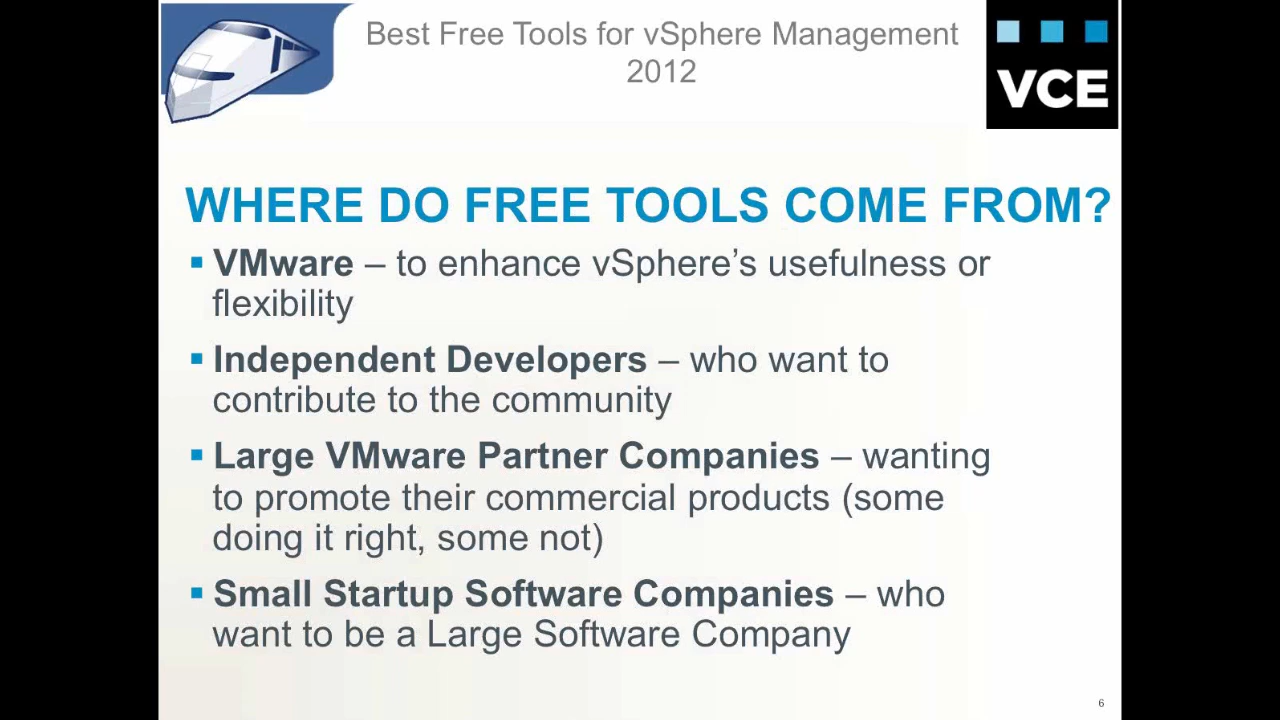 Best Free Tools for vSphere Management
2012
VCE
WHERE DO FREE TOOLS COME FROM?
▪ VMware – to enhance vSphere’s usefulness or
flexibility
▪ Independent Developers – who want to
contribute to the community
▪ Large VMware Partner Companies – wanting
to promote their commercial products (some
doing it right, some not)
▪ Small Startup Software Companies – who
want to be a Large Software Company
6